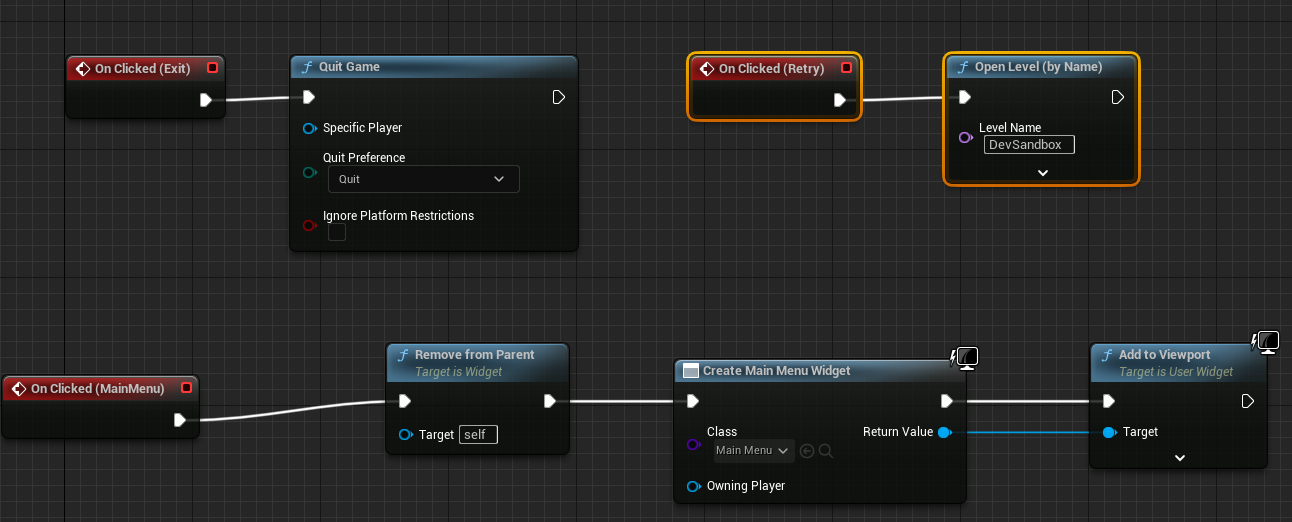 On Clicked (Exit)
Quit Game
Specific Player
Quit Preference
Quit
Ignore Platform Restrictions
On Clicked (Retry)
Open Level (by Name)
Level Name
DevSandbox
On Clicked (MainMenu)
Remove from Parent
Target is Widget
Target self
Create Main Menu Widget
Class
Main Menu
Return Value
Owning Player
Add to Viewport
Target is User Widget
Target